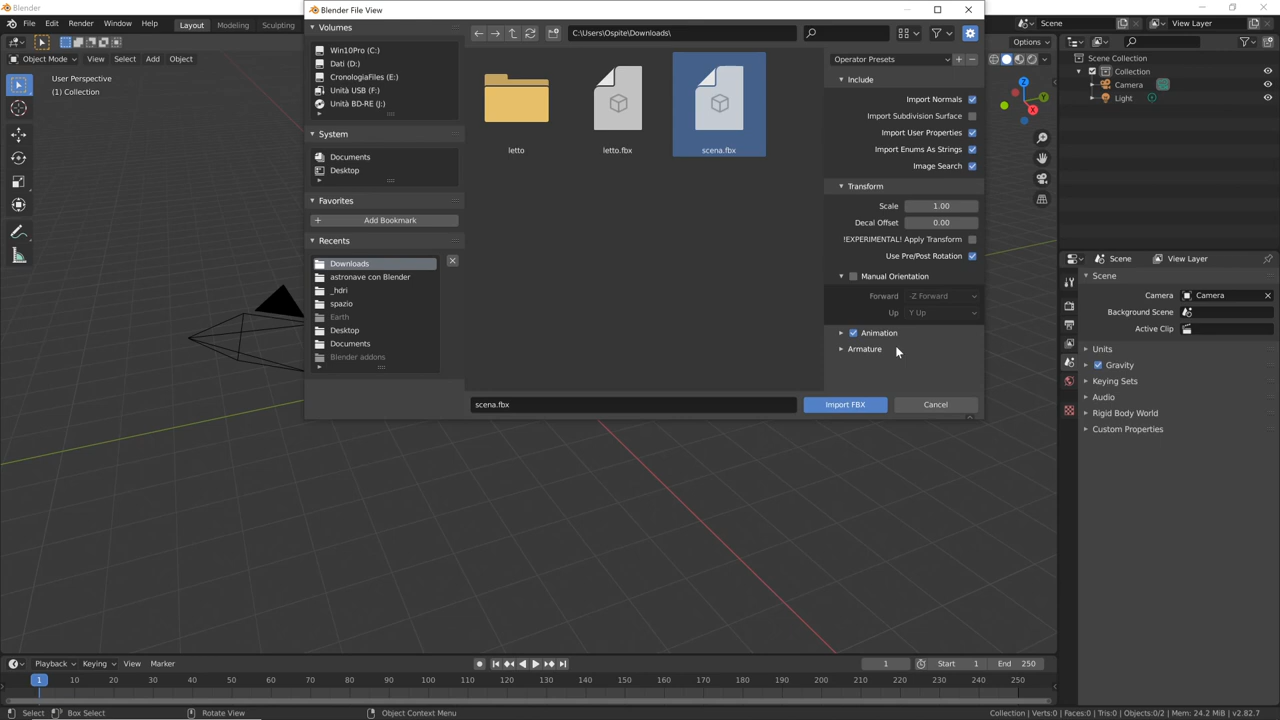 Blender
File Edit Render Window Help Layout Modeling Sculpting
Scene View Layer
Object Mode View Select Add Object
Options
User Perspective
(1) Collection
Blender File View
Volumes
Win10Pro (C:)
Dati (D:)
CronologiaFiles (E:)
Unità USB (F:)
Unità BD-RE (J:)
System
Documents
Desktop
Favorites
Add Bookmark
Recents
Downloads
astronave con Blender
_hdri
spazio
Earth
Desktop
Documents
Blender addons
C:\Users\Ospite\Downloads\
letto
letto.fbx
scena.fbx
scena.fbx
Operator Presets
Include
Import Normals
Import Subdivision Surface
Import User Properties
Import Enums As Strings
Image Search
Transform
Scale 1.00
Decal Offset 0.00
!EXPERIMENTAL! Apply Transform
Use Pre/Post Rotation
Manual Orientation
Forward -Z Forward
Up Y Up
Animation
Armature
Import FBX Cancel
Z
Y
X
Scene Collection
Collection
Camera
Light
Scene View Layer
Scene
Camera Camera
Background Scene
Active Clip
Units
Gravity
Keying Sets
Audio
Rigid Body World
Custom Properties
Playback Keying View Marker
1 Start 1 End 250
1 10 20 30 40 50 60 70 80 90 100 110 120 130 140 150 160 170 180 190 200 210 220 230 240 250
Select Box Select Rotate View Object Context Menu
Collection | Verts:0 | Faces:0 | Tris:0 | Objects:0/2 | Mem: 24.2 MiB | v2.82.7